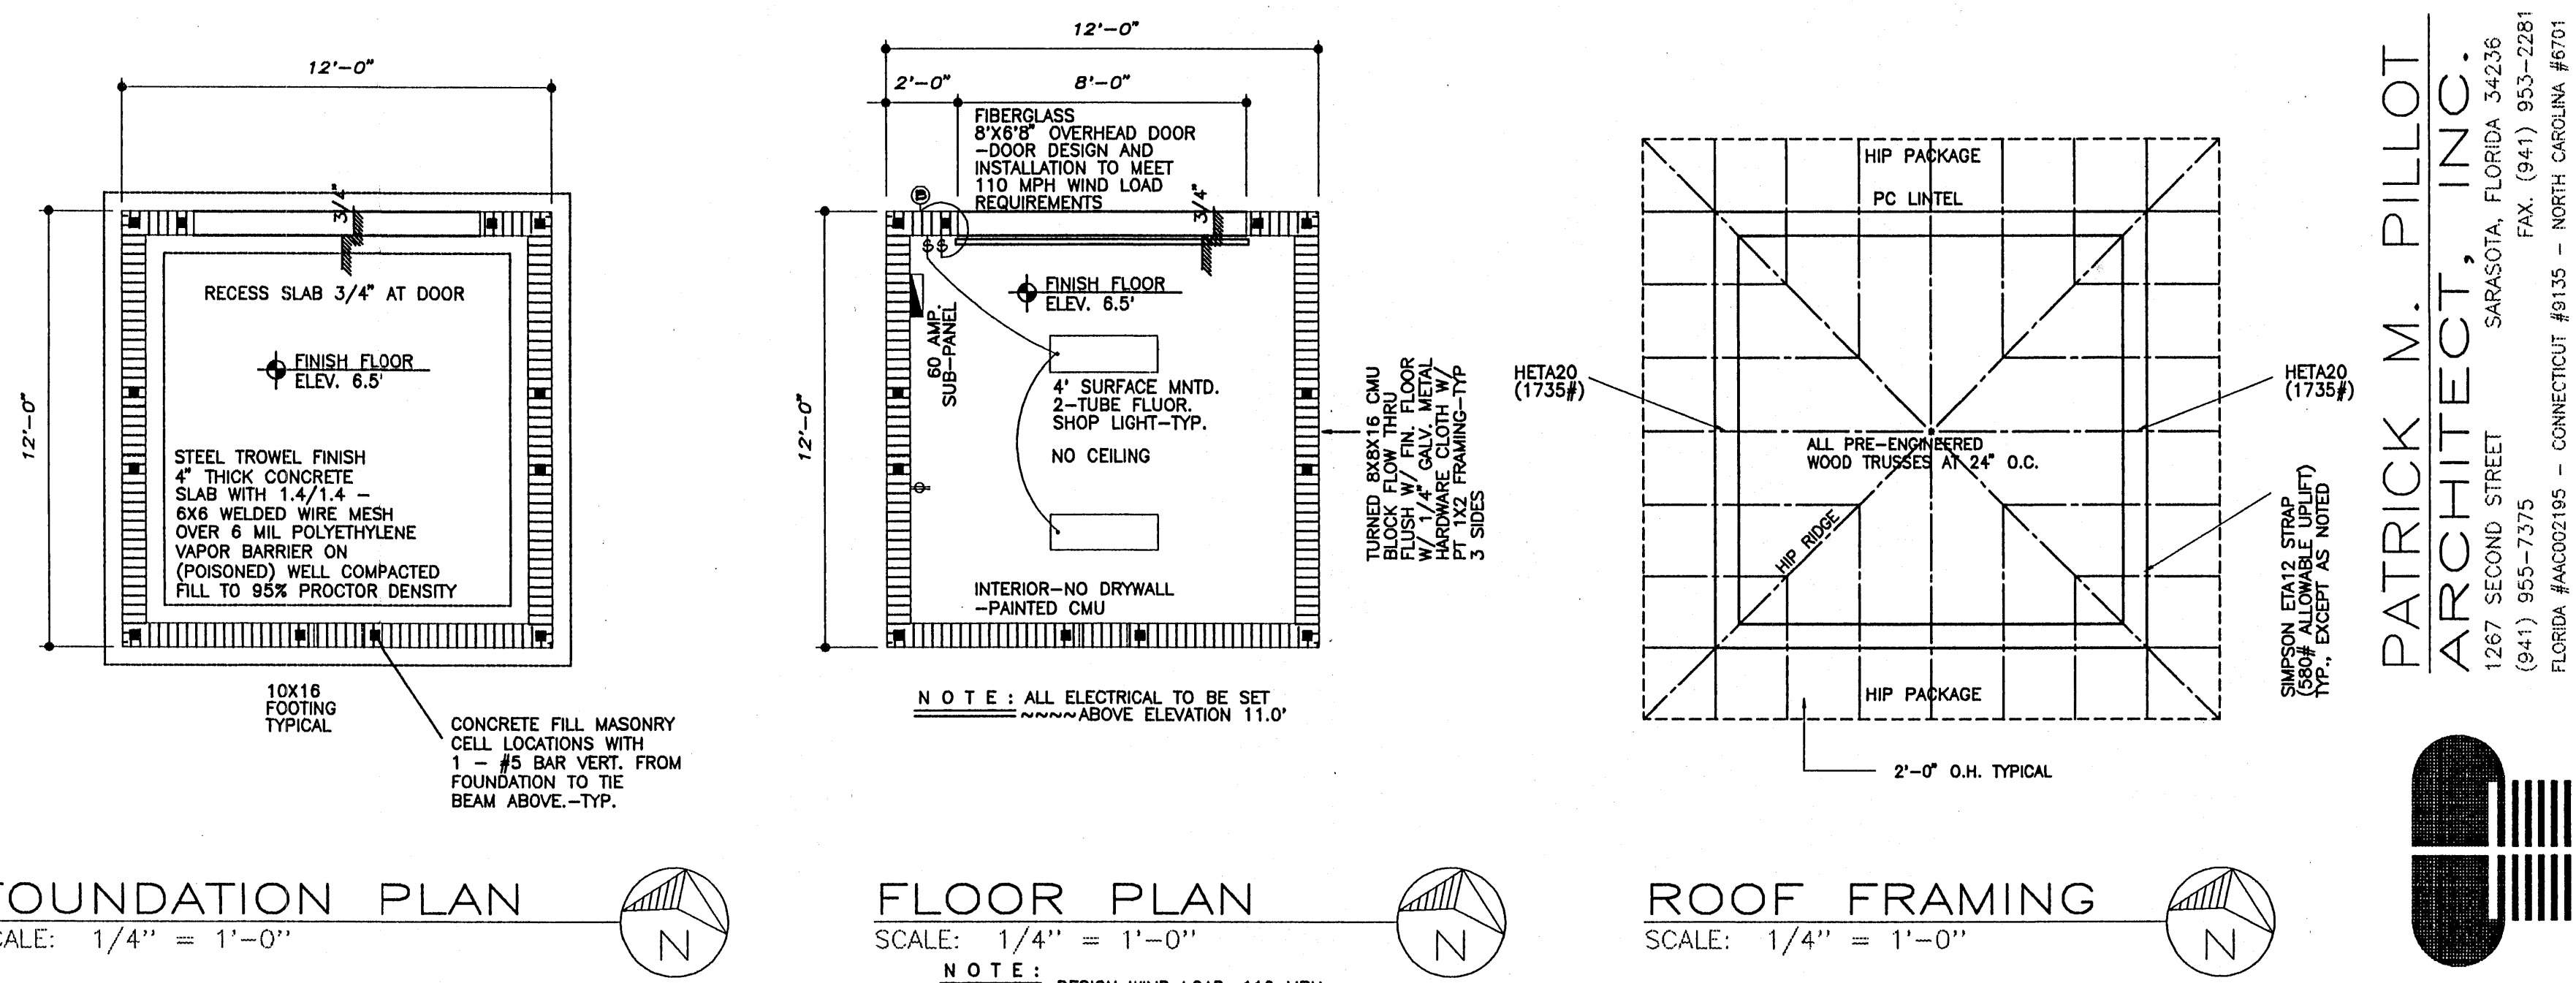 12'-0"
12'-0"
3/4"
RECESS SLAB 3/4" AT DOOR
FINISH FLOOR
ELEV. 6.5'
STEEL TROWEL FINISH
4" THICK CONCRETE
SLAB WITH 1.4/1.4 -
6X6 WELDED WIRE MESH
OVER 6 MIL POLYETHYLENE
VAPOR BARRIER ON
(POISONED) WELL COMPACTED
FILL TO 95% PROCTOR DENSITY
10X16
FOOTING
TYPICAL
CONCRETE FILL MASONRY
CELL LOCATIONS WITH
1 - #5 BAR VERT. FROM
FOUNDATION TO TIE
BEAM ABOVE.-TYP.
OUNDATION PLAN
CALE: 1/4" = 1'-0"
N
12'-0"
2'-0"
8'-0"
FIBERGLASS
8'X6'8" OVERHEAD DOOR
-DOOR DESIGN AND
INSTALLATION TO MEET
110 MPH WIND LOAD
REQUIREMENTS
3/4"
$$
12'-0"
FINISH FLOOR
ELEV. 6.5'
60 AMP.
SUB-PANEL
4' SURFACE MNTD.
2-TUBE FLUOR.
SHOP LIGHT-TYP.
NO CEILING
INTERIOR-NO DRYWALL
-PAINTED CMU
TURNED 8X8X16 CMU
BLOCK FLOW THRU
FLUSH W/ FIN. FLOOR
W/ 1/4" GALV. METAL
HARDWARE CLOTH W/
PT 1X2 FRAMING-TYP
3 SIDES
NOTE: ALL ELECTRICAL TO BE SET
~~~~ABOVE ELEVATION 11.0'
FLOOR PLAN
SCALE: 1/4" = 1'-0"
N
NOTE:
DESIGN WIND LOAD 110 MPH
HIP PACKAGE
PC LINTEL
HETA20
(1735#)
HETA20
(1735#)
ALL PRE-ENGINEERED
WOOD TRUSSES AT 24" O.C.
HIP RIDGE
HIP PACKAGE
2'-0" O.H. TYPICAL
SIMPSON ETA12 STRAP
(580# ALLOWABLE UPLIFT)
TYP., EXCEPT AS NOTED
ROOF FRAMING
SCALE: 1/4" = 1'-0"
N
PATRICK M. PILLOT
ARCHITECT, INC.
1267 SECOND STREET SARASOTA, FLORIDA 34236
(941) 955-7375 FAX. (941) 953-2281
FLORIDA #AAC002195 - CONNECTICUT #9135 - NORTH CAROLINA #6701